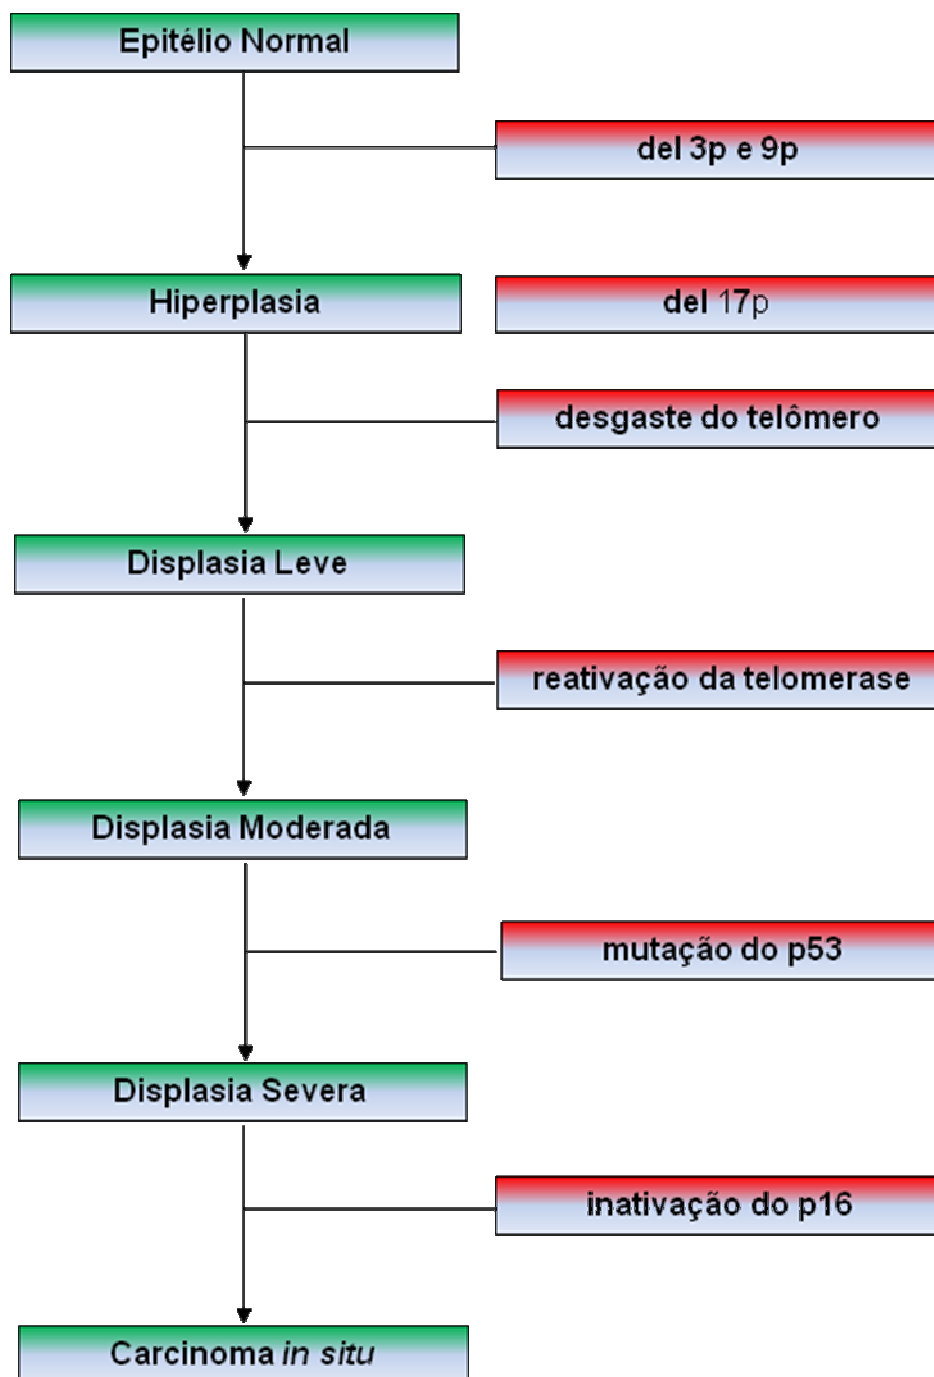 Epitélio Normal
del 3p e 9p
Hiperplasia
del 17p
desgaste do telômero
Displasia Leve
reativação da telomerase
Displasia Moderada
mutação do p53
Displasia Severa
inativação do p16
Carcinoma in situ